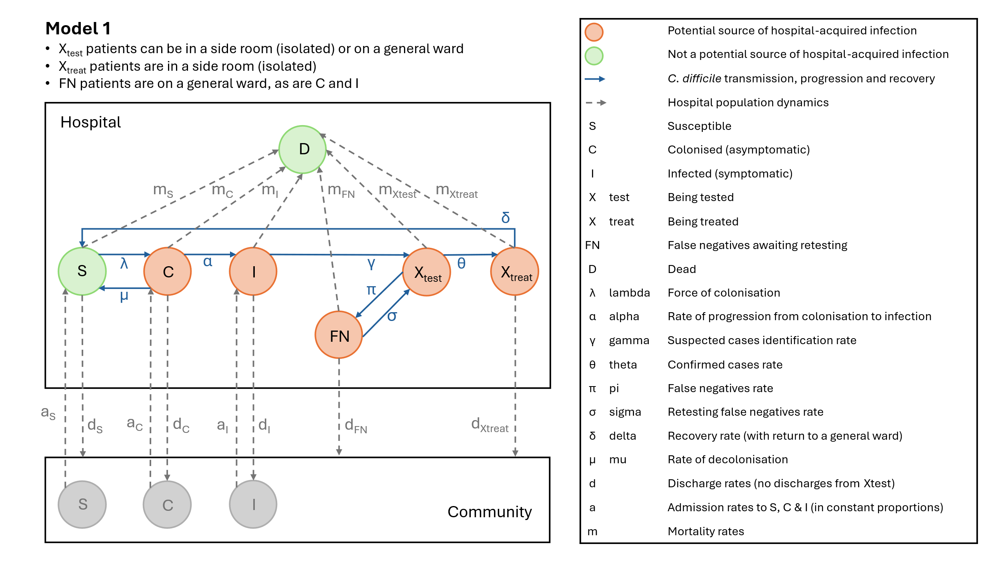 Model 1
• Xtest patients can be in a side room (isolated) or on a general ward
• Xtreat patients are in a side room (isolated)
• FN patients are on a general ward, as are C and I
Hospital
D
mS mC mI mFN mXtest mXtreat
δ
S λ C α I γ Xtest θ Xtreat
μ π
σ
FN
aS dS aC dC aI dI dFN dXtreat
S C I
Community
Potential source of hospital-acquired infection
Not a potential source of hospital-acquired infection
C. difficile transmission, progression and recovery
Hospital population dynamics
S Susceptible
C Colonised (asymptomatic)
I Infected (symptomatic)
X test Being tested
X treat Being treated
FN False negatives awaiting retesting
D Dead
λ lambda Force of colonisation
α alpha Rate of progression from colonisation to infection
γ gamma Suspected cases identification rate
θ theta Confirmed cases rate
π pi False negatives rate
σ sigma Retesting false negatives rate
δ delta Recovery rate (with return to a general ward)
μ mu Rate of decolonisation
d Discharge rates (no discharges from Xtest)
a Admission rates to S, C & I (in constant proportions)
m Mortality rates